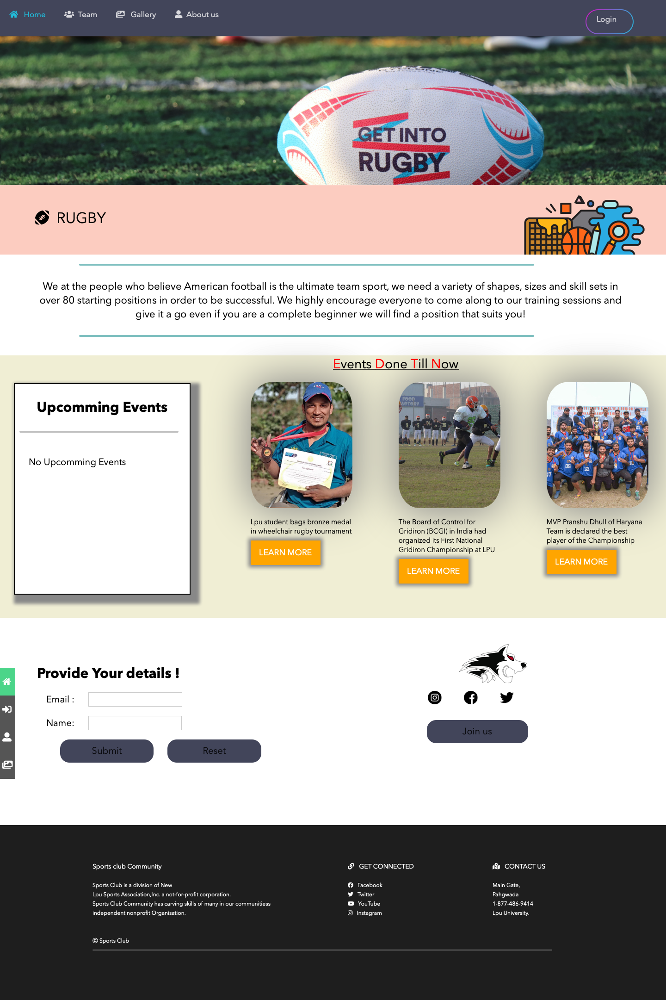 Home
Team
Gallery
About us
Login
GET INTO
RUGBY
RUGBY
We at the people who believe American football is the ultimate team sport, we need a variety of shapes, sizes and skill sets in
over 80 starting positions in order to be successful. We highly encourage everyone to come along to our training sessions and
give it a go even if you are a complete beginner we will find a position that suits you!
Events Done Till Now
Upcomming Events
No Upcomming Events
FOOD
FACTORY
Lpu student bags bronze medal
in wheelchair rugby tournament
LEARN MORE
The Board of Control for
Gridiron (BCGI) in India had
organized its First National
Gridiron Championship at LPU
LEARN MORE
MVP Pranshu Dhull of Haryana
Team is declared the best
player of the Championship
LEARN MORE
Provide Your details !
Email :
Name:
Submit
Reset
Join us
Sports club Community
Sports Club is a division of New
Lpu Sports Association,Inc. a not-for-profit corporation.
Sports Club Community has carving skills of many in our communitiess
independent nonprofit Organisation.
© Sports Club
GET CONNECTED
Facebook
Twitter
YouTube
Instagram
CONTACT US
Main Gate,
Pahgwada
1-877-486-9414
Lpu University.